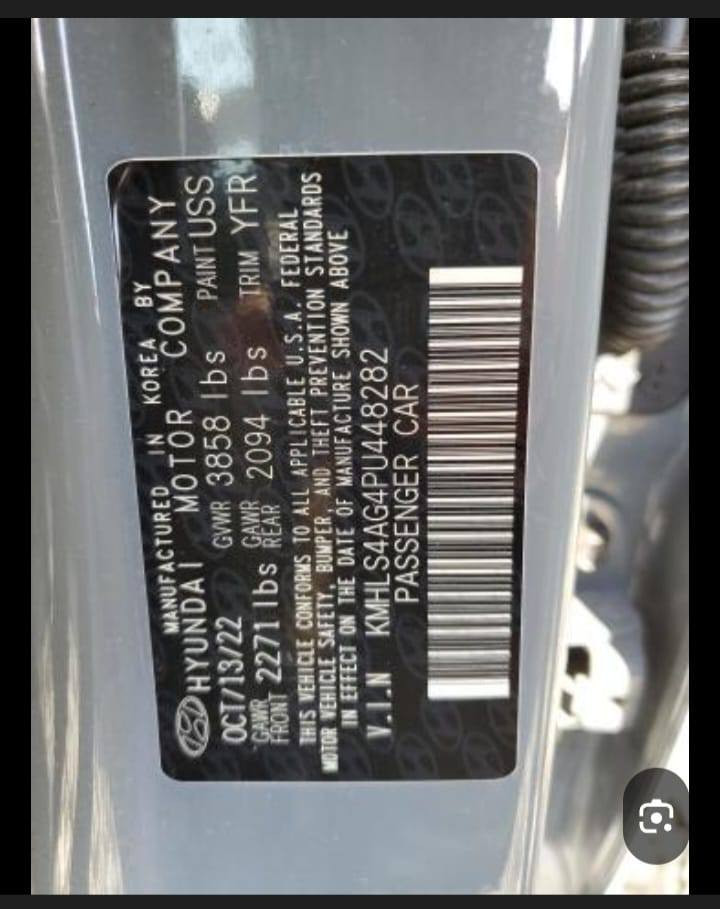 MANUFACTURED IN KOREA BY
HYUNDAI MOTOR COMPANY
OCT/13/22 GVWR 3858 lbs PAINT USS
GAWR FRONT 2271 lbs GAWR REAR 2094 lbs TRIM YFR
THIS VEHICLE CONFORMS TO ALL APPLICABLE U.S.A. FEDERAL
MOTOR VEHICLE SAFETY, BUMPER, AND THEFT PREVENTION STANDARDS
IN EFFECT ON THE DATE OF MANUFACTURE SHOWN ABOVE
V.I.N KMHLS4AG4PU448282
PASSENGER CAR